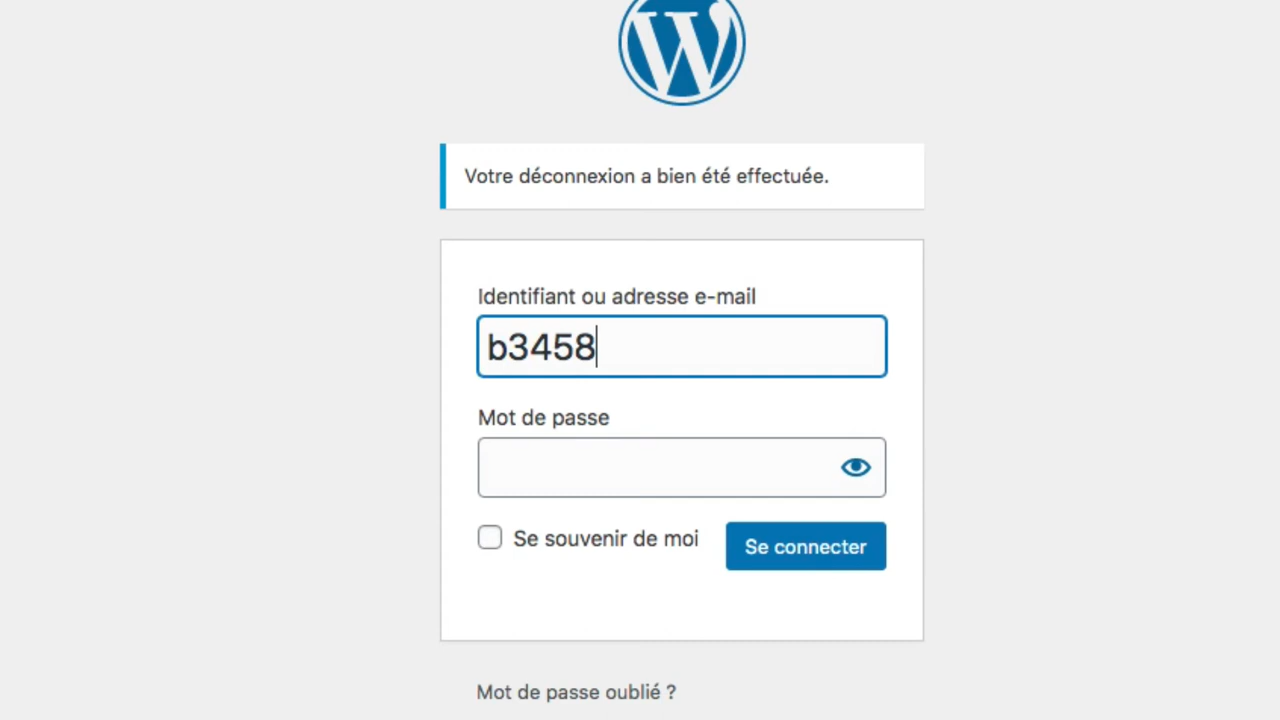 Votre déconnexion a bien été effectuée.
Identifiant ou adresse e-mail
b3458
Mot de passe
Se souvenir de moi
Se connecter
Mot de passe oublié ?